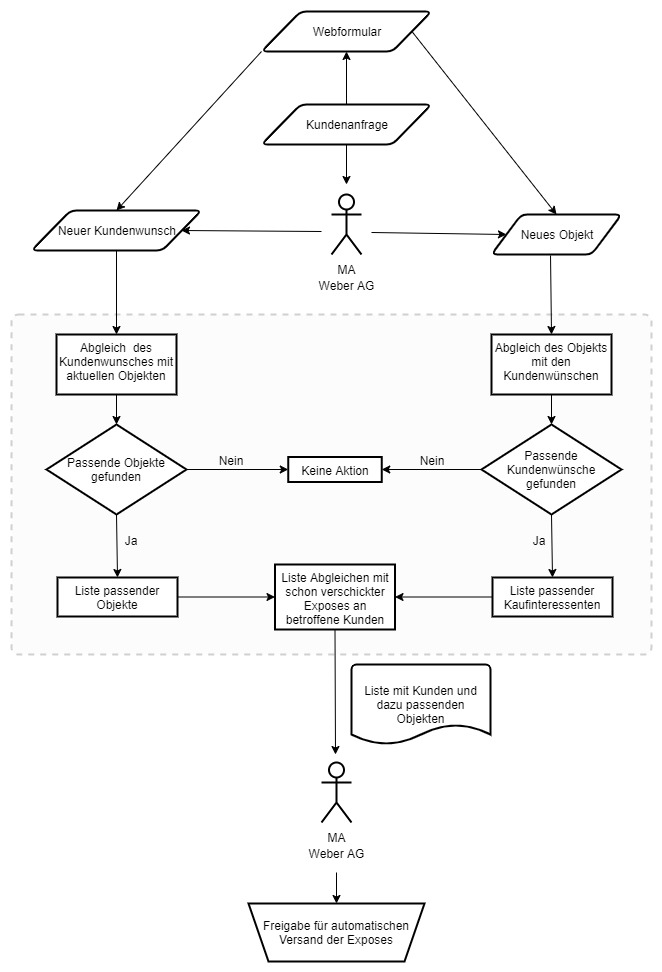 Webformular
Kundenanfrage
Neuer Kundenwunsch
Neues Objekt
MA
Weber AG
Abgleich des
Kundenwunsches mit
aktuellen Objekten
Abgleich des Objekts
mit den
Kundenwünschen
Passende Objekte
gefunden
Nein
Keine Aktion
Nein
Passende
Kundenwünsche
gefunden
Ja
Ja
Liste passender
Objekte
Liste Abgleichen mit
schon verschickter
Exposes an
betroffene Kunden
Liste passender
Kaufinteressenten
Liste mit Kunden und
dazu passenden
Objekten
MA
Weber AG
Freigabe für automatischen
Versand der Exposes